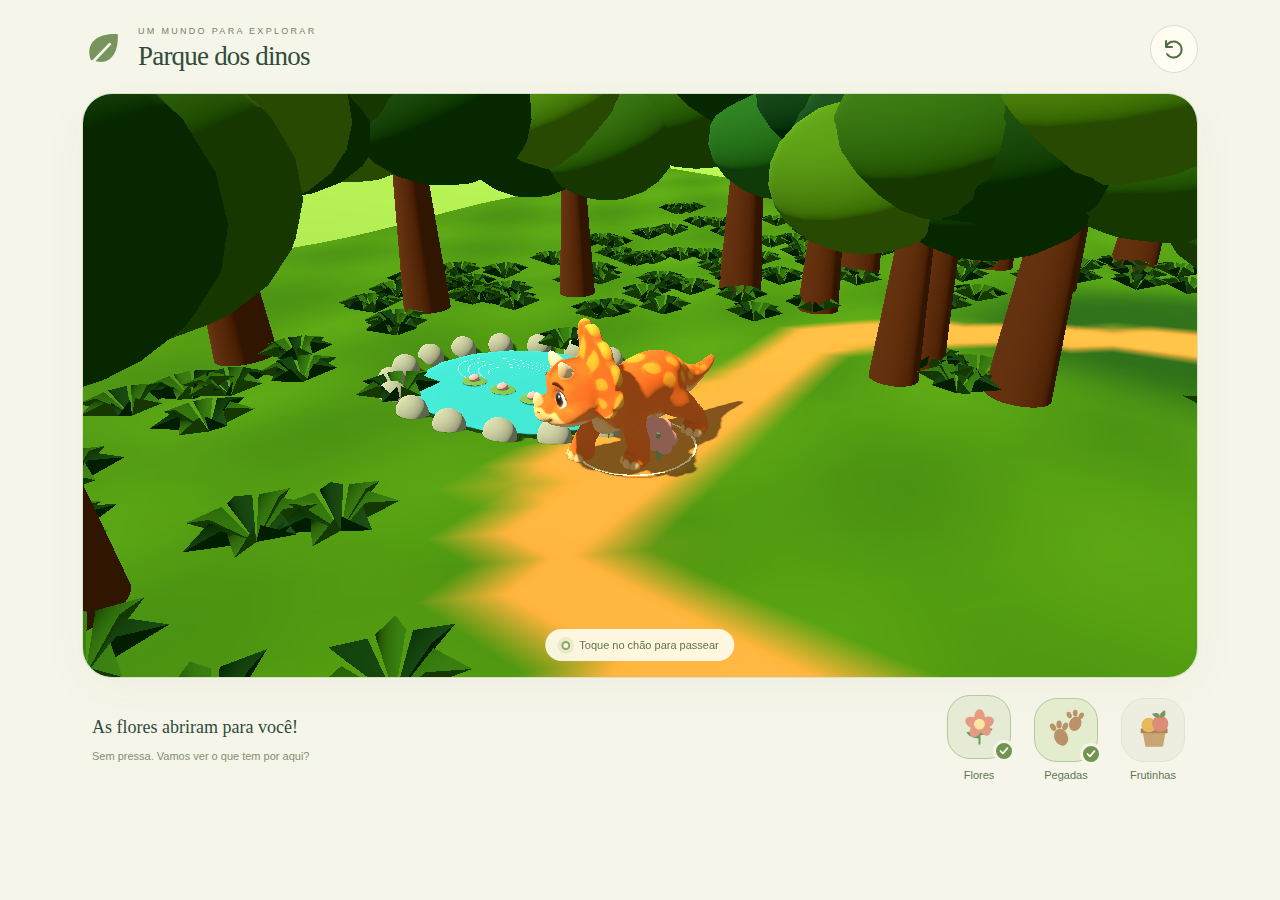 UM MUNDO PARA EXPLORAR
Parque dos dinos
Toque no chão para passear
As flores abriram para você!
Sem pressa. Vamos ver o que tem por aqui?
Flores
Pegadas
Frutinhas